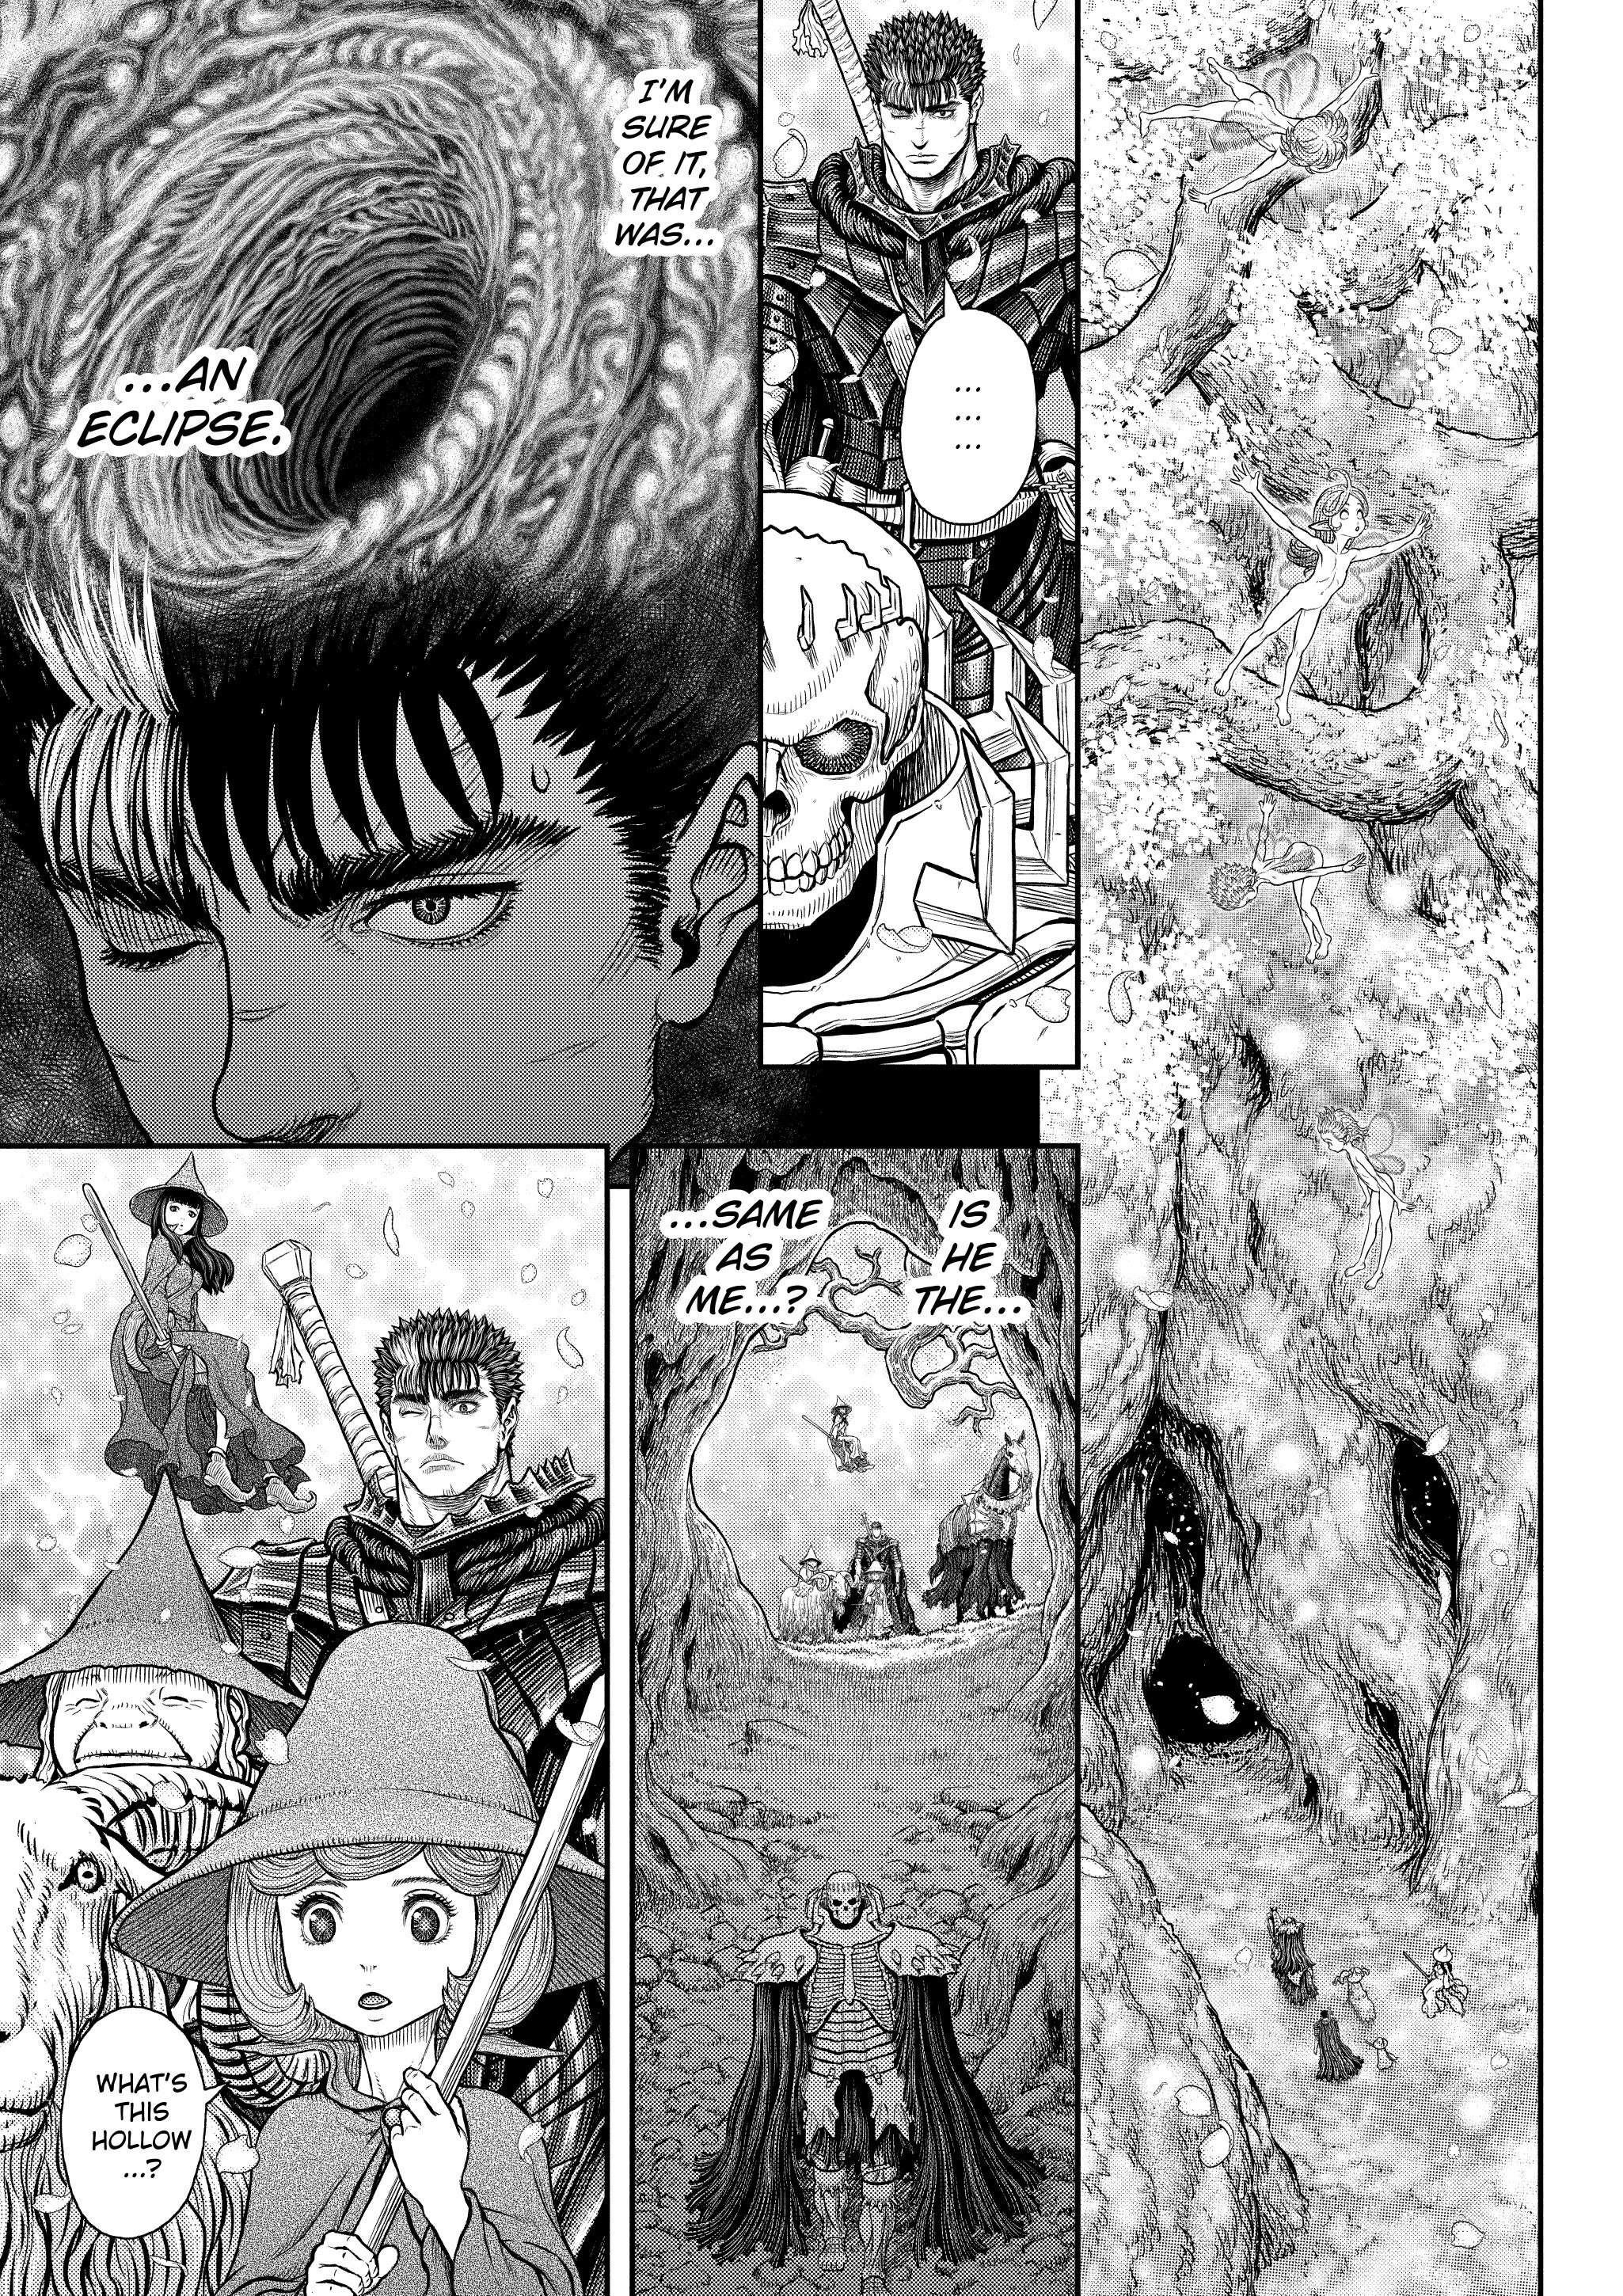 ...
...
...
I'M
SURE
OF IT,
THAT
WAS...
...AN
ECLIPSE.
IS
HE
THE...
...SAME
AS
ME...?
WHAT'S
THIS
HOLLOW
...?